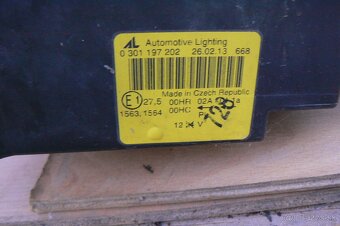 AL Automotive Lighting
0 301 197 202 26.02.13 668
Made in Czech Republic
E1 27.5 00HR 02A
1563, 1564 00HC
12 V
728